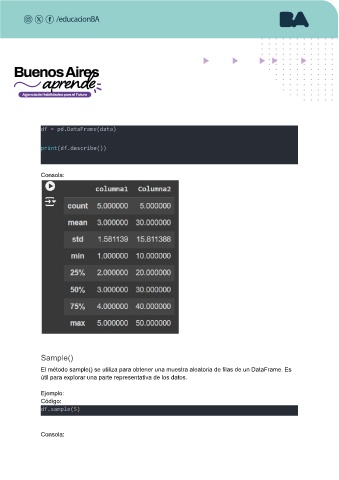 /educacionBA
BA
Buenos Aires
aprende
Agencia de Habilidades para el Futuro
df = pd.DataFrame(data)
print(df.describe())
Consola:
columna1 Columna2
count 5.000000 5.000000
mean 3.000000 30.000000
std 1.581139 15.811388
min 1.000000 10.000000
25% 2.000000 20.000000
50% 3.000000 30.000000
75% 4.000000 40.000000
max 5.000000 50.000000
Sample()
El método sample() se utiliza para obtener una muestra aleatoria de filas de un DataFrame. Es
útil para explorar una parte representativa de los datos.
Ejemplo:
Código:
df.sample(5)
Consola: